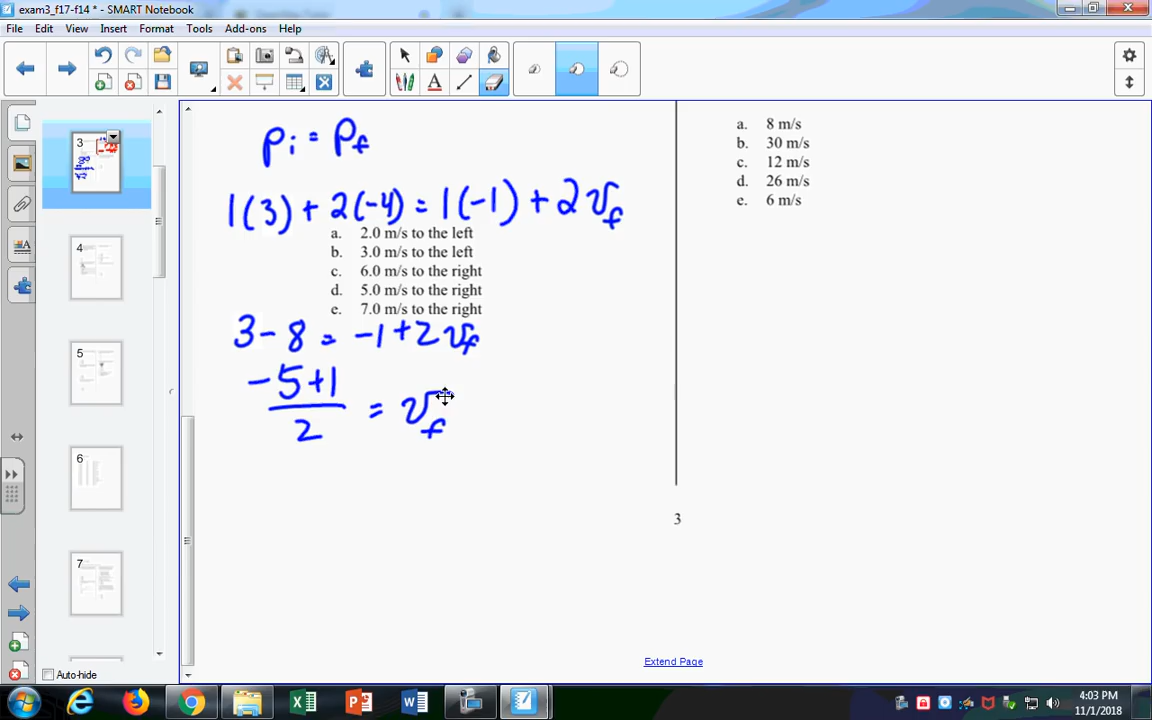 exam3_f17-f14 * - SMART Notebook
File Edit View Insert Format Tools Add-ons Help
3
4
5
6
7
Auto-hide
pi = pf
1(3) + 2(-4) = 1(-1) + 2vf
a. 2.0 m/s to the left
b. 3.0 m/s to the left
c. 6.0 m/s to the right
d. 5.0 m/s to the right
e. 7.0 m/s to the right
3 - 8 = -1 + 2vf
-5+1
2
= vf
a. 8 m/s
b. 30 m/s
c. 12 m/s
d. 26 m/s
e. 6 m/s
3
Extend Page
4:03 PM
11/1/2018